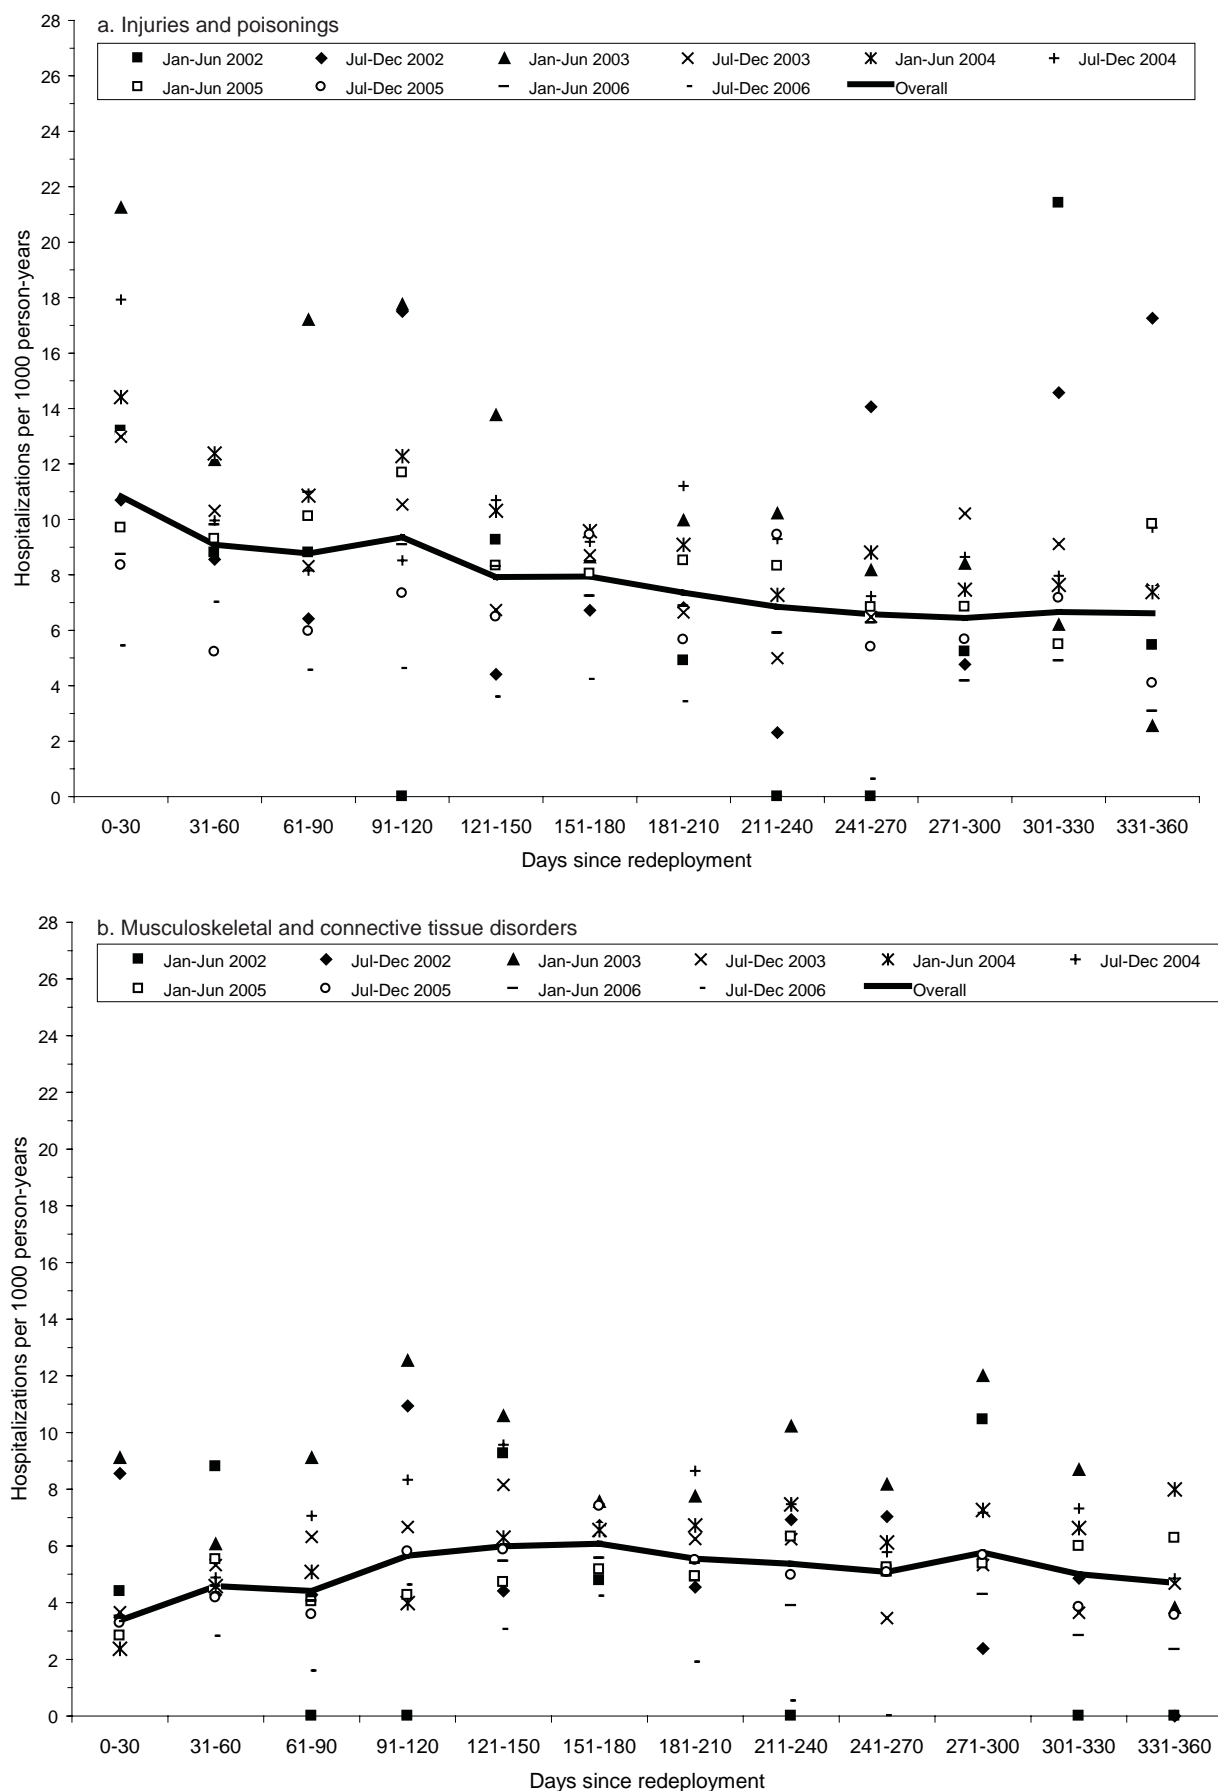 a. Injuries and poisonings
Jan-Jun 2002 Jul-Dec 2002 Jan-Jun 2003 Jul-Dec 2003 Jan-Jun 2004 Jul-Dec 2004
Jan-Jun 2005 Jul-Dec 2005 Jan-Jun 2006 Jul-Dec 2006 Overall
Hospitalizations per 1000 person-years
28
26
24
22
20
18
16
14
12
10
8
6
4
2
0
0-30 31-60 61-90 91-120 121-150 151-180 181-210 211-240 241-270 271-300 301-330 331-360
Days since redeployment
b. Musculoskeletal and connective tissue disorders
Jan-Jun 2002 Jul-Dec 2002 Jan-Jun 2003 Jul-Dec 2003 Jan-Jun 2004 Jul-Dec 2004
Jan-Jun 2005 Jul-Dec 2005 Jan-Jun 2006 Jul-Dec 2006 Overall
Hospitalizations per 1000 person-years
28
26
24
22
20
18
16
14
12
10
8
6
4
2
0
0-30 31-60 61-90 91-120 121-150 151-180 181-210 211-240 241-270 271-300 301-330 331-360
Days since redeployment